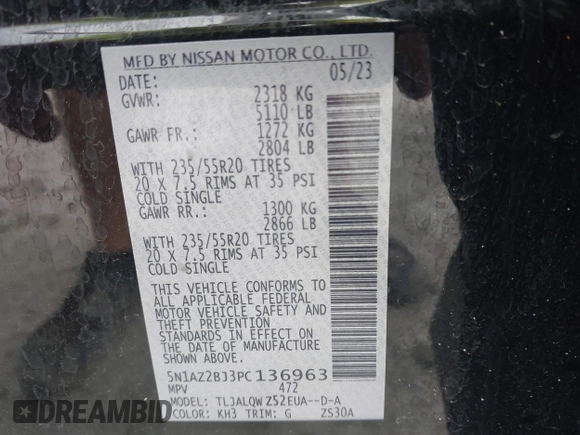 MFD BY NISSAN MOTOR CO., LTD.
DATE: 05/23
GVWR: 2318 KG
5110 LB
GAWR FR.: 1272 KG
2804 LB
WITH 235/55R20 TIRES
20 X 7.5 RIMS AT 35 PSI
COLD SINGLE
GAWR RR.: 1300 KG
2866 LB
WITH 235/55R20 TIRES
20 X 7.5 RIMS AT 35 PSI
COLD SINGLE
THIS VEHICLE CONFORMS TO
ALL APPLICABLE FEDERAL
MOTOR VEHICLE SAFETY AND
THEFT PREVENTION
STANDARDS IN EFFECT ON
THE DATE OF MANUFACTURE
SHOWN ABOVE.
5N1AZ2BJ3PC136963
MPV 472
MODEL: TLJALQW Z52EUA--D-A
COLOR: KH3 TRIM: G ZS30A
DREAMBID.COM